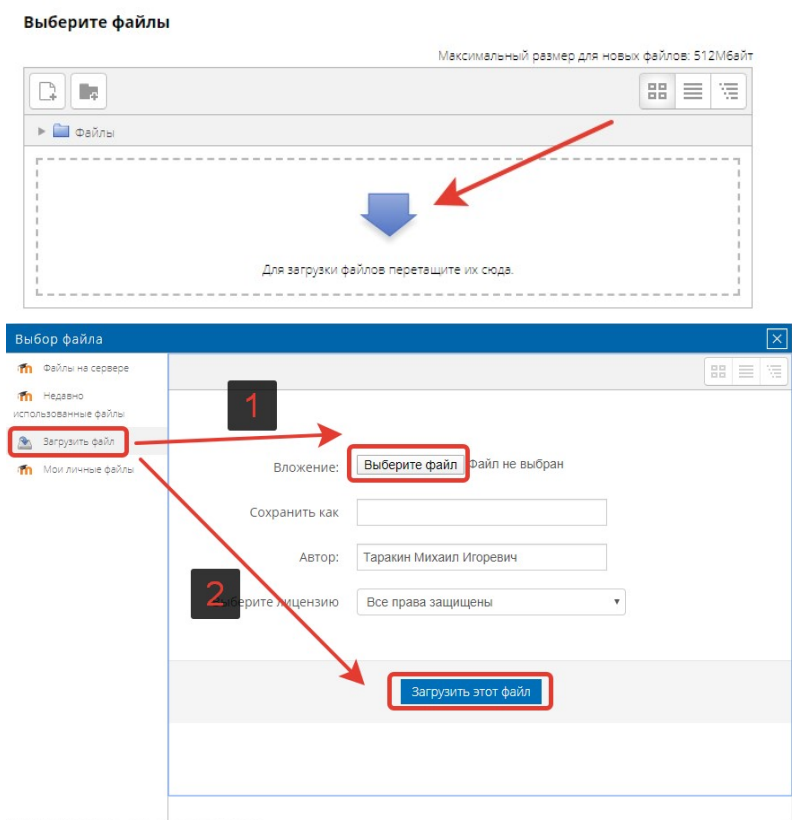 Выберите файлы
Максимальный размер для новых файлов: 512Мбайт
Файлы
Для загрузки файлов перетащите их сюда.
Выбор файла
Файлы на сервере
Недавно
использованные файлы
Загрузить файл
Мои личные файлы
1
Вложение: Выберите файл Файл не выбран
Сохранить как
Автор: Таракин Михаил Игоревич
2
лицензию Все права защищены
Загрузить этот файл